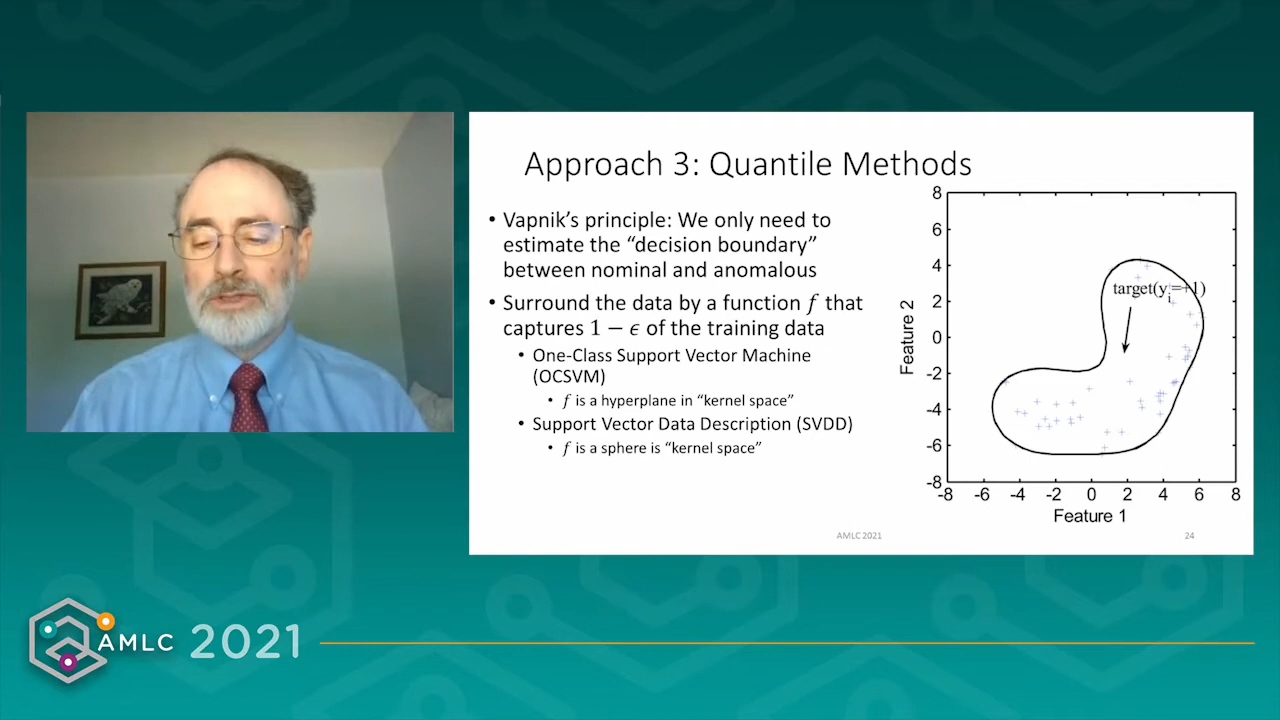 Approach 3: Quantile Methods
• Vapnik's principle: We only need to
estimate the "decision boundary"
between nominal and anomalous
• Surround the data by a function f that
captures 1 − ϵ of the training data
• One-Class Support Vector Machine
(OCSVM)
• f is a hyperplane in "kernel space"
• Support Vector Data Description (SVDD)
• f is a sphere is "kernel space"
8
6
4
2
0
-2
-4
-6
-8
Feature 2
target(yi=+1)
-8 -6 -4 -2 0 2 4 6 8
Feature 1
AMLC 2021
24
AMLC 2021